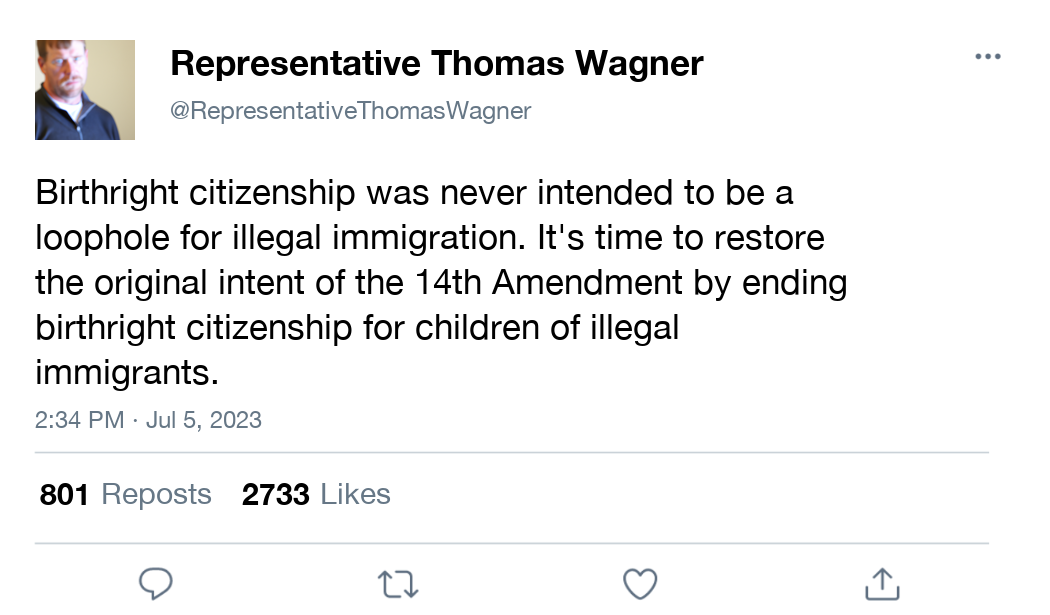 Representative Thomas Wagner
@RepresentativeThomasWagner
Birthright citizenship was never intended to be a
loophole for illegal immigration. It's time to restore
the original intent of the 14th Amendment by ending
birthright citizenship for children of illegal
immigrants.
2:34 PM · Jul 5, 2023
801 Reposts 2733 Likes